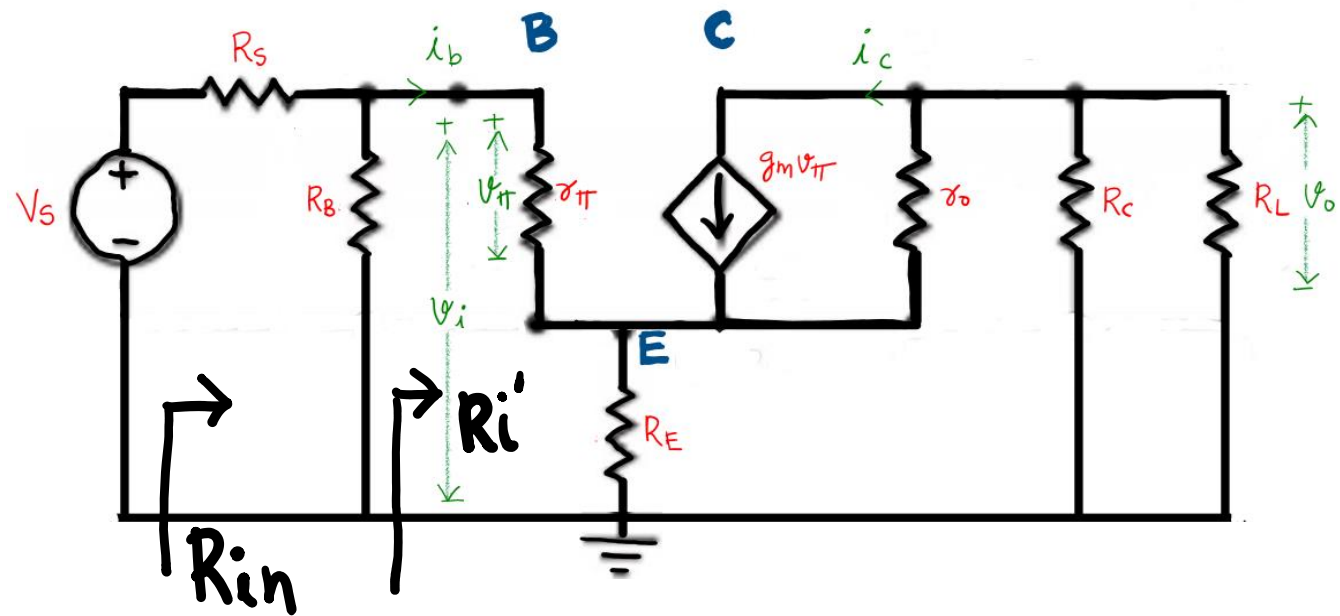 B
C
R_S
i_b
i_c
+
+
+
+
V_S
−
R_B
v_π
r_π
g_m v_π
r_o
R_C
R_L
v_o
−
v_i
−
E
R_E
−
R_i'
R_in